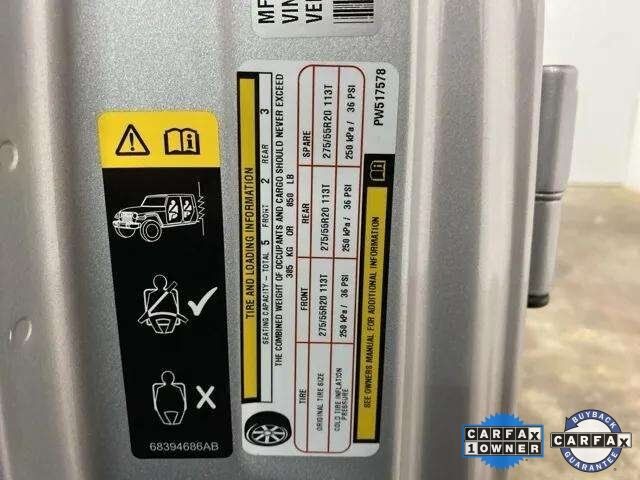 MF
VIN
VE
TIRE AND LOADING INFORMATION
SEATING CAPACITY - TOTAL 5 FRONT 2 REAR 3
THE COMBINED WEIGHT OF OCCUPANTS AND CARGO SHOULD NEVER EXCEED
385 KG OR 850 LB
TIRE FRONT REAR SPARE
ORIGINAL TIRE SIZE 275/55R20 113T 275/55R20 113T 275/55R20 113T
COLD TIRE INFLATION
PRESSURE 250 kPa / 36 PSI 250 kPa / 36 PSI 250 kPa / 36 PSI
SEE OWNERS MANUAL FOR ADDITIONAL INFORMATION
PW517578
68394686AB
CARFAX
1 OWNER
BUYBACK
CARFAX
GUARANTEE